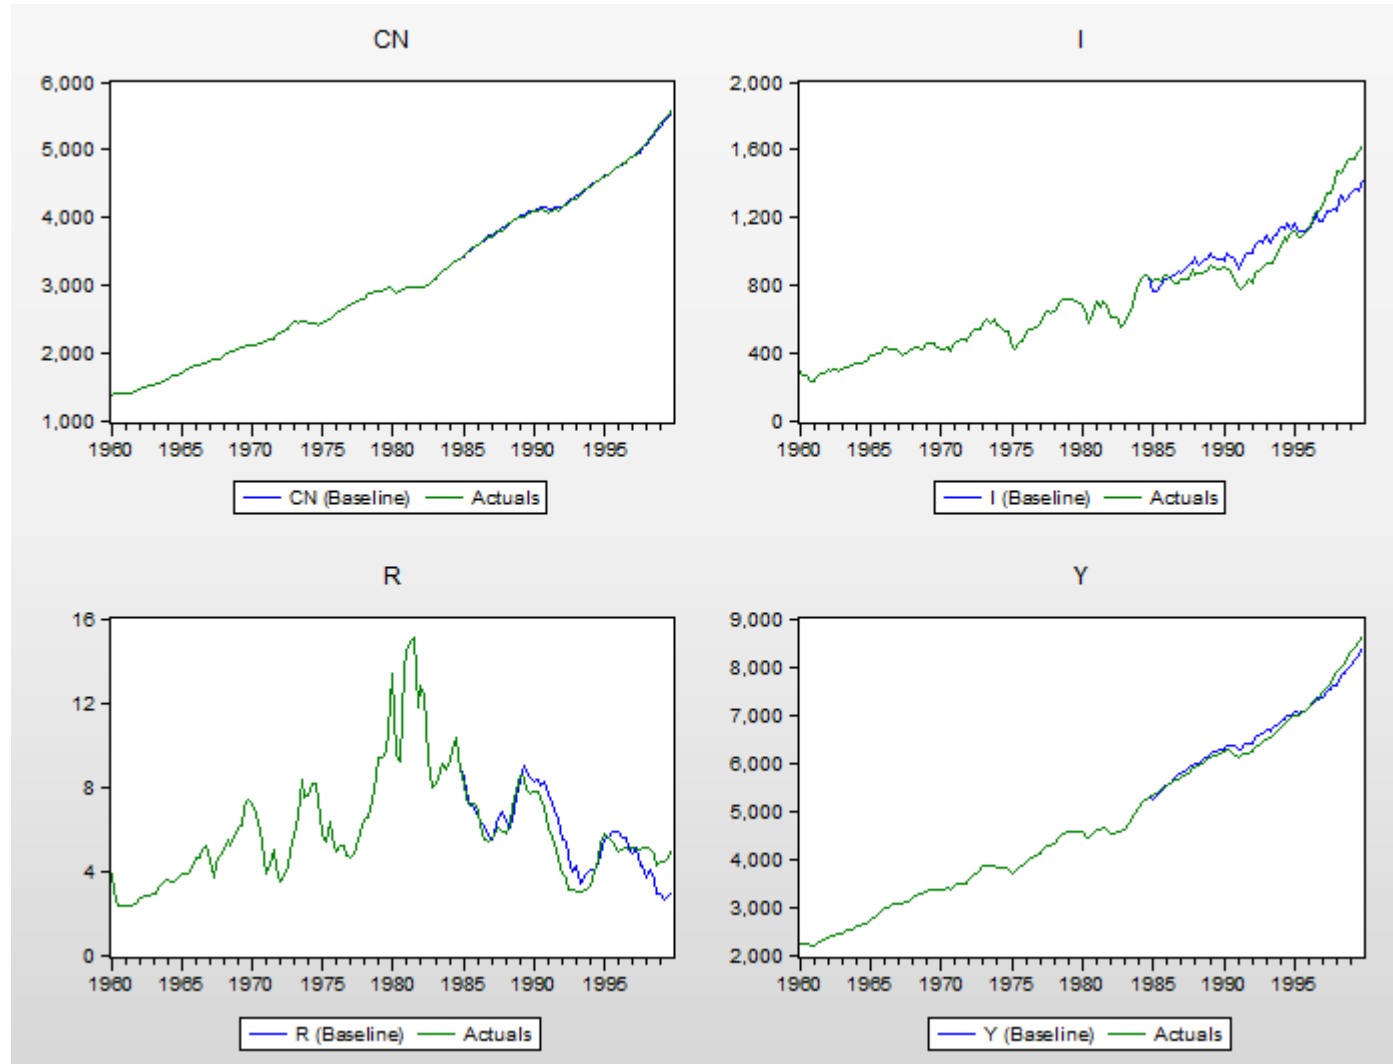 CN
6,000
5,000
4,000
3,000
2,000
1,000
1960 1965 1970 1975 1980 1985 1990 1995
CN (Baseline) Actuals
I
2,000
1,600
1,200
800
400
0
1960 1965 1970 1975 1980 1985 1990 1995
I (Baseline) Actuals
R
16
12
8
4
0
1960 1965 1970 1975 1980 1985 1990 1995
R (Baseline) Actuals
Y
9,000
8,000
7,000
6,000
5,000
4,000
3,000
2,000
1960 1965 1970 1975 1980 1985 1990 1995
Y (Baseline) Actuals